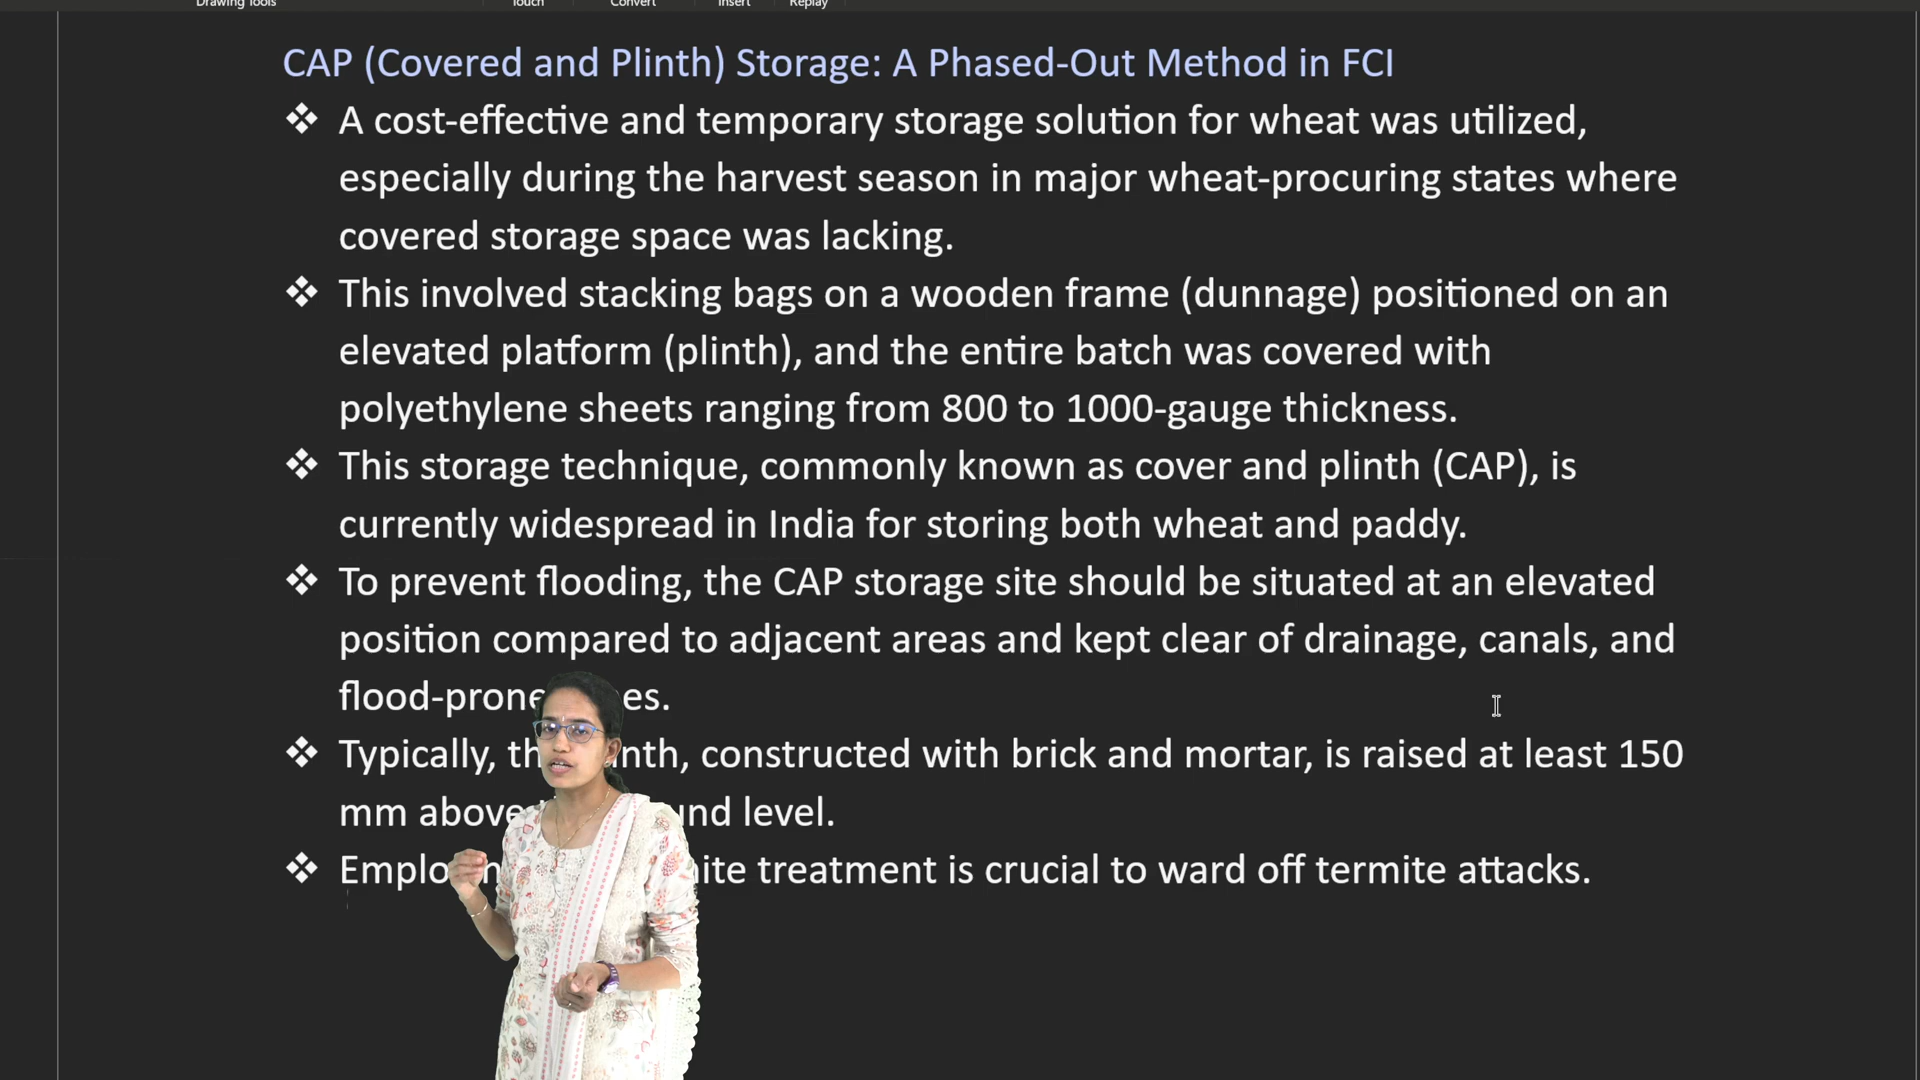 Drawing Tools Touch Convert Insert Replay
CAP (Covered and Plinth) Storage: A Phased-Out Method in FCI
❖ A cost-effective and temporary storage solution for wheat was utilized,
especially during the harvest season in major wheat-procuring states where
covered storage space was lacking.
❖ This involved stacking bags on a wooden frame (dunnage) positioned on an
elevated platform (plinth), and the entire batch was covered with
polyethylene sheets ranging from 800 to 1000-gauge thickness.
❖ This storage technique, commonly known as cover and plinth (CAP), is
currently widespread in India for storing both wheat and paddy.
❖ To prevent flooding, the CAP storage site should be situated at an elevated
position compared to adjacent areas and kept clear of drainage, canals, and
flood-prone
❖ Typically, constructed with brick and mortar, is raised at least 150
mm above level.
❖ treatment is crucial to ward off termite attacks.